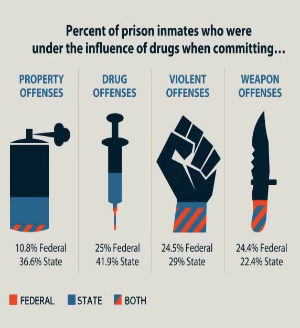 Percent of prison inmates who were
under the influence of drugs when committing...
PROPERTY OFFENSES
DRUG OFFENSES
VIOLENT OFFENSES
WEAPON OFFENSES
10.8% Federal
36.6% State
25% Federal
41.9% State
24.5% Federal
29% State
24.4% Federal
22.4% State
FEDERAL STATE BOTH